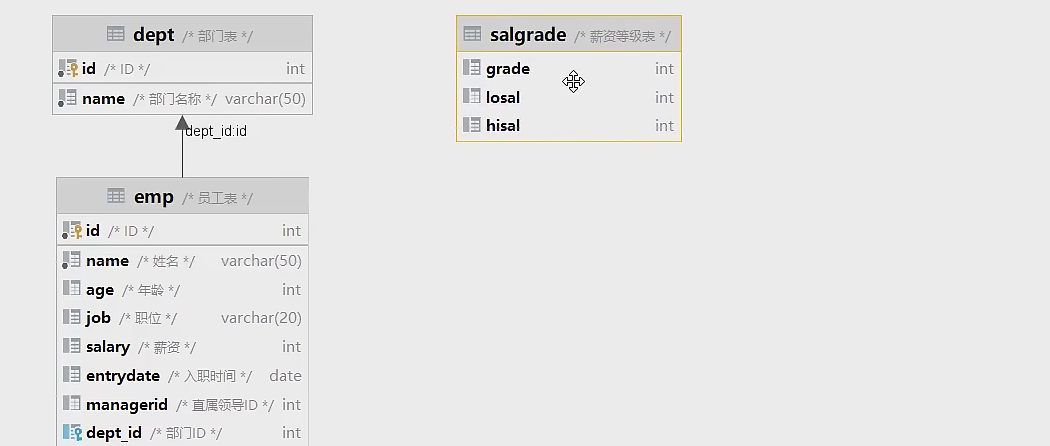 dept /* 部门表 */
id /* ID */ int
name /* 部门名称 */ varchar(50)
dept_id:id
emp /* 员工表 */
id /* ID */ int
name /* 姓名 */ varchar(50)
age /* 年龄 */ int
job /* 职位 */ varchar(20)
salary /* 薪资 */ int
entrydate /* 入职时间 */ date
managerid /* 直属领导ID */ int
dept_id /* 部门ID */ int
salgrade /* 薪资等级表 */
grade int
losal int
hisal int